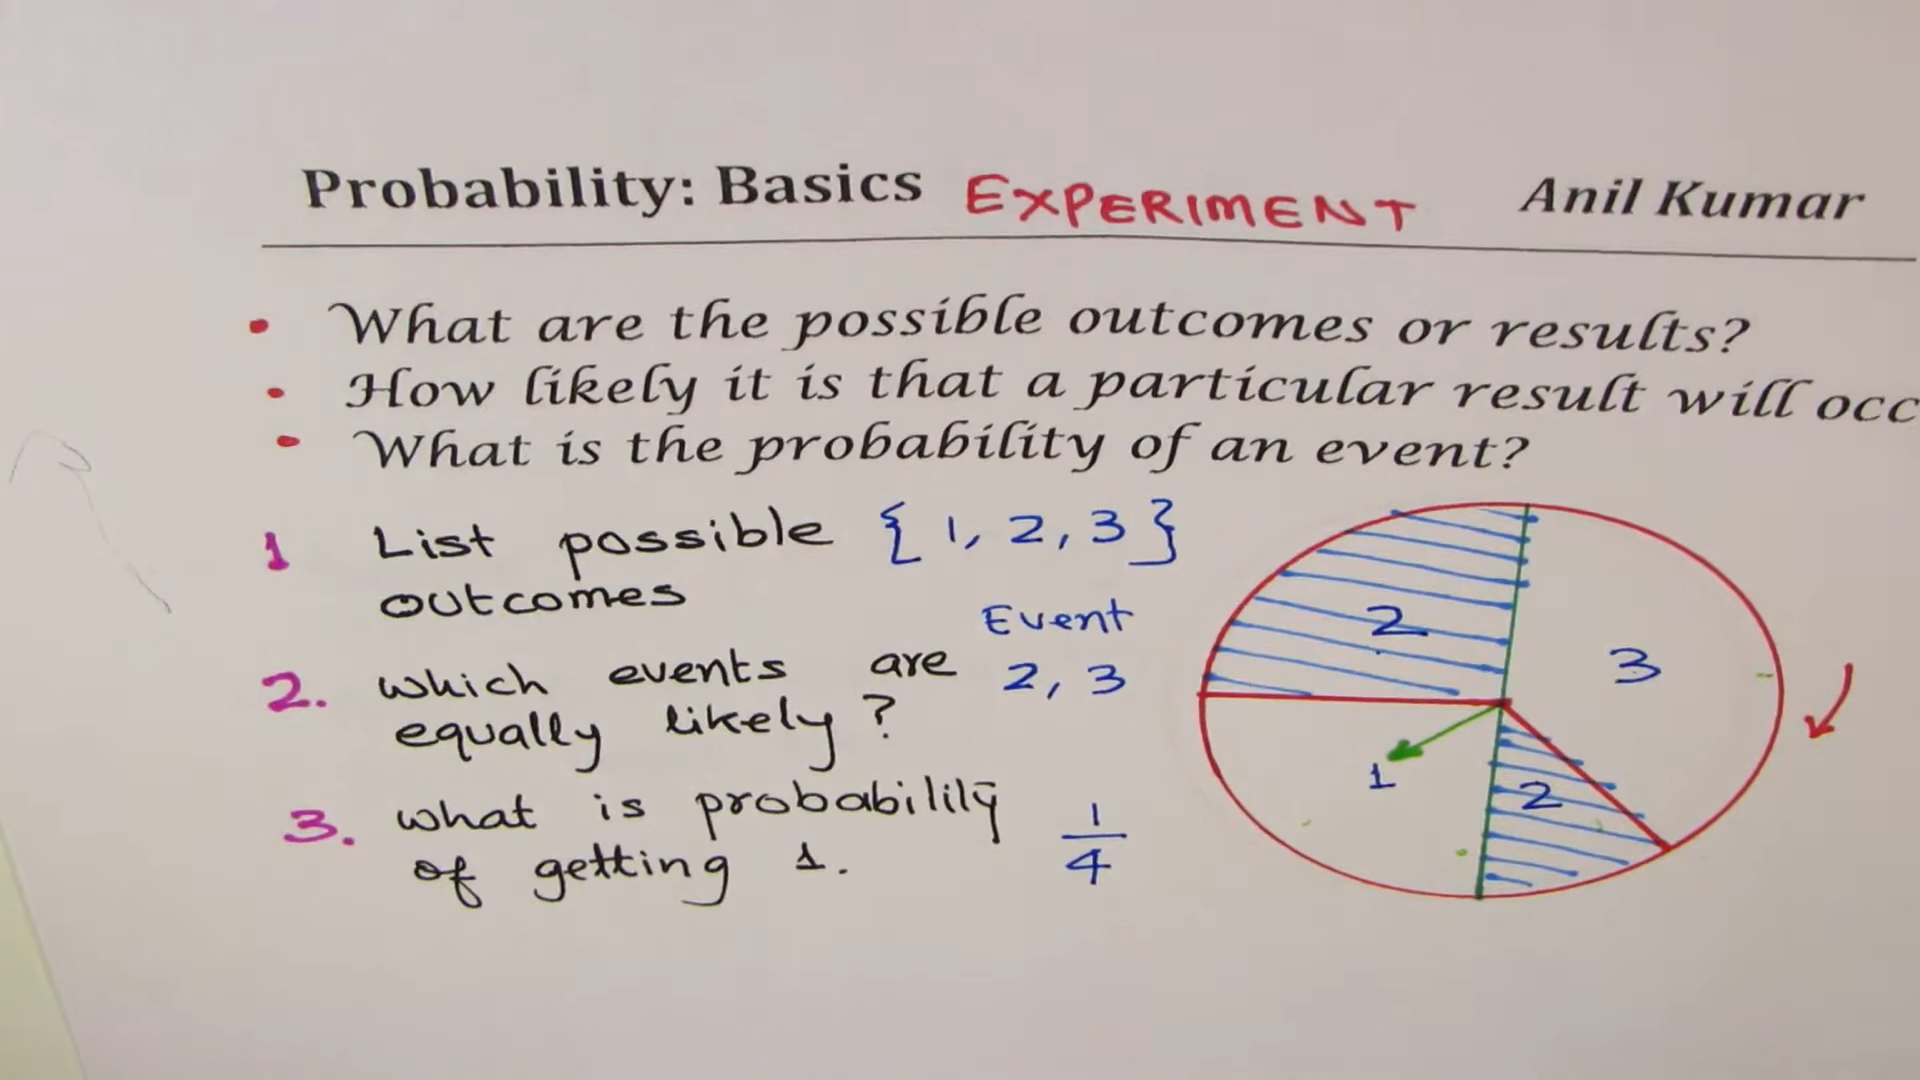 Probability: Basics EXPERIMENT Anil Kumar
• What are the possible outcomes or results?
• How likely it is that a particular result will occ
• What is the probability of an event?
1 List possible { 1, 2, 3 }
outcomes
Event
2. which events are 2, 3
equally likely?
3. what is probability 1/4
of getting 1.
2
3
1
2